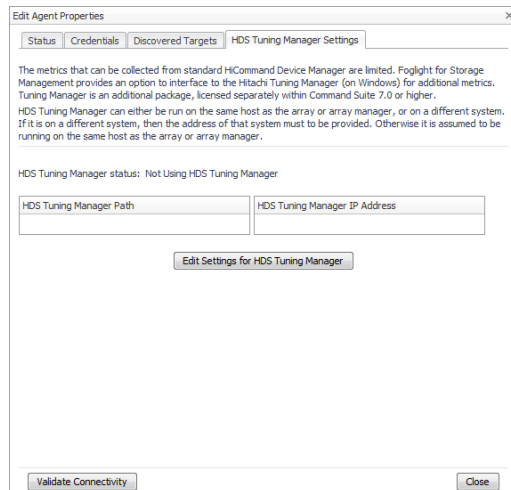 Edit Agent Properties
Status Credentials Discovered Targets HDS Tuning Manager Settings
The metrics that can be collected from standard HiCommand Device Manager are limited. Foglight for Storage
Management provides an option to interface to the Hitachi Tuning Manager (on Windows) for additional metrics.
Tuning Manager is an additional package, licensed separately within Command Suite 7.0 or higher.
HDS Tuning Manager can either be run on the same host as the array or array manager, or on a different system.
If it is on a different system, then the address of that system must to be provided. Otherwise it is assumed to be
running on the same host as the array or array manager.
HDS Tuning Manager status: Not Using HDS Tuning Manager
HDS Tuning Manager Path HDS Tuning Manager IP Address
Edit Settings for HDS Tuning Manager
Validate Connectivity Close